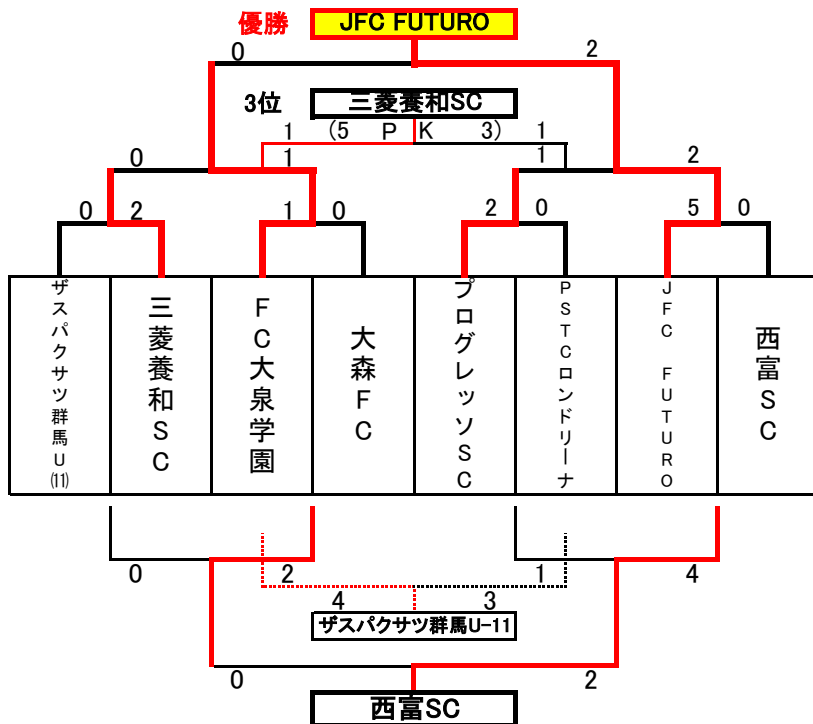 優勝 JFC FUTURO
0 2
3位 三菱養和SC
1 (5 P K 3) 1
0 1 1 2
0 2 1 0 2 0 5 0
ザスパクサツ群馬U(11)
三菱養和SC
FC大泉学園
大森FC
プログレッソSC
PSTCロンドリーナ
JFC FUTURO
西富SC
0 2 1 4
4 3
ザスパクサツ群馬U-11
0 2
西富SC